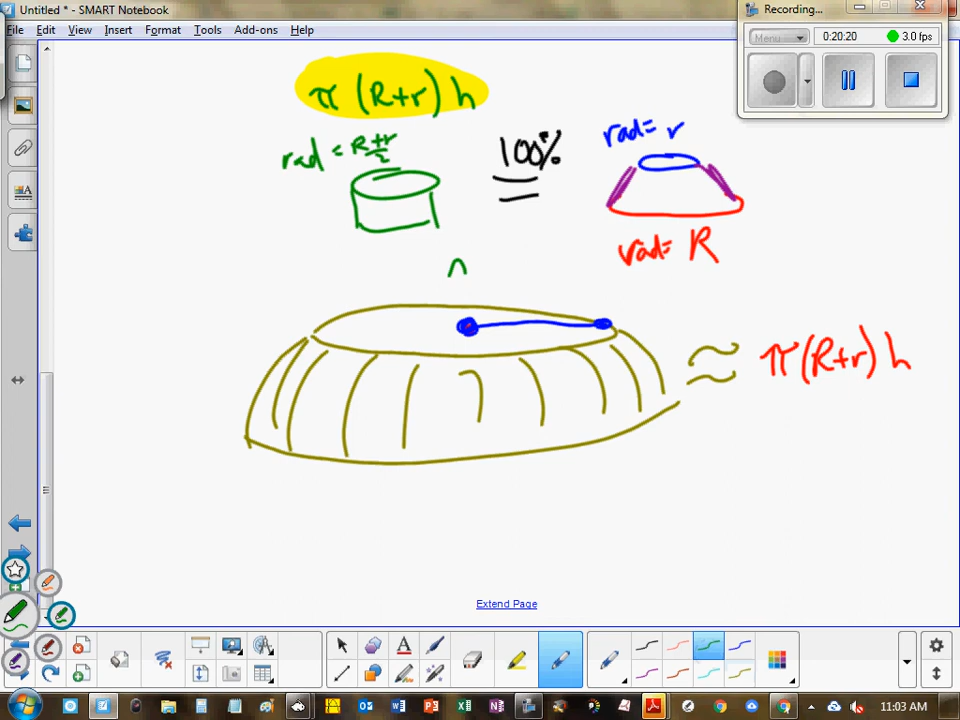 Untitled * - SMART Notebook
File Edit View Insert Format Tools Add-ons Help
Recording...
Menu
0:20:20
3.0 fps
π (R+r) h
rad = R+r/2
100%
rad= r
rad= R
^
≈ π(R+r) h
Extend Page
11:03 AM